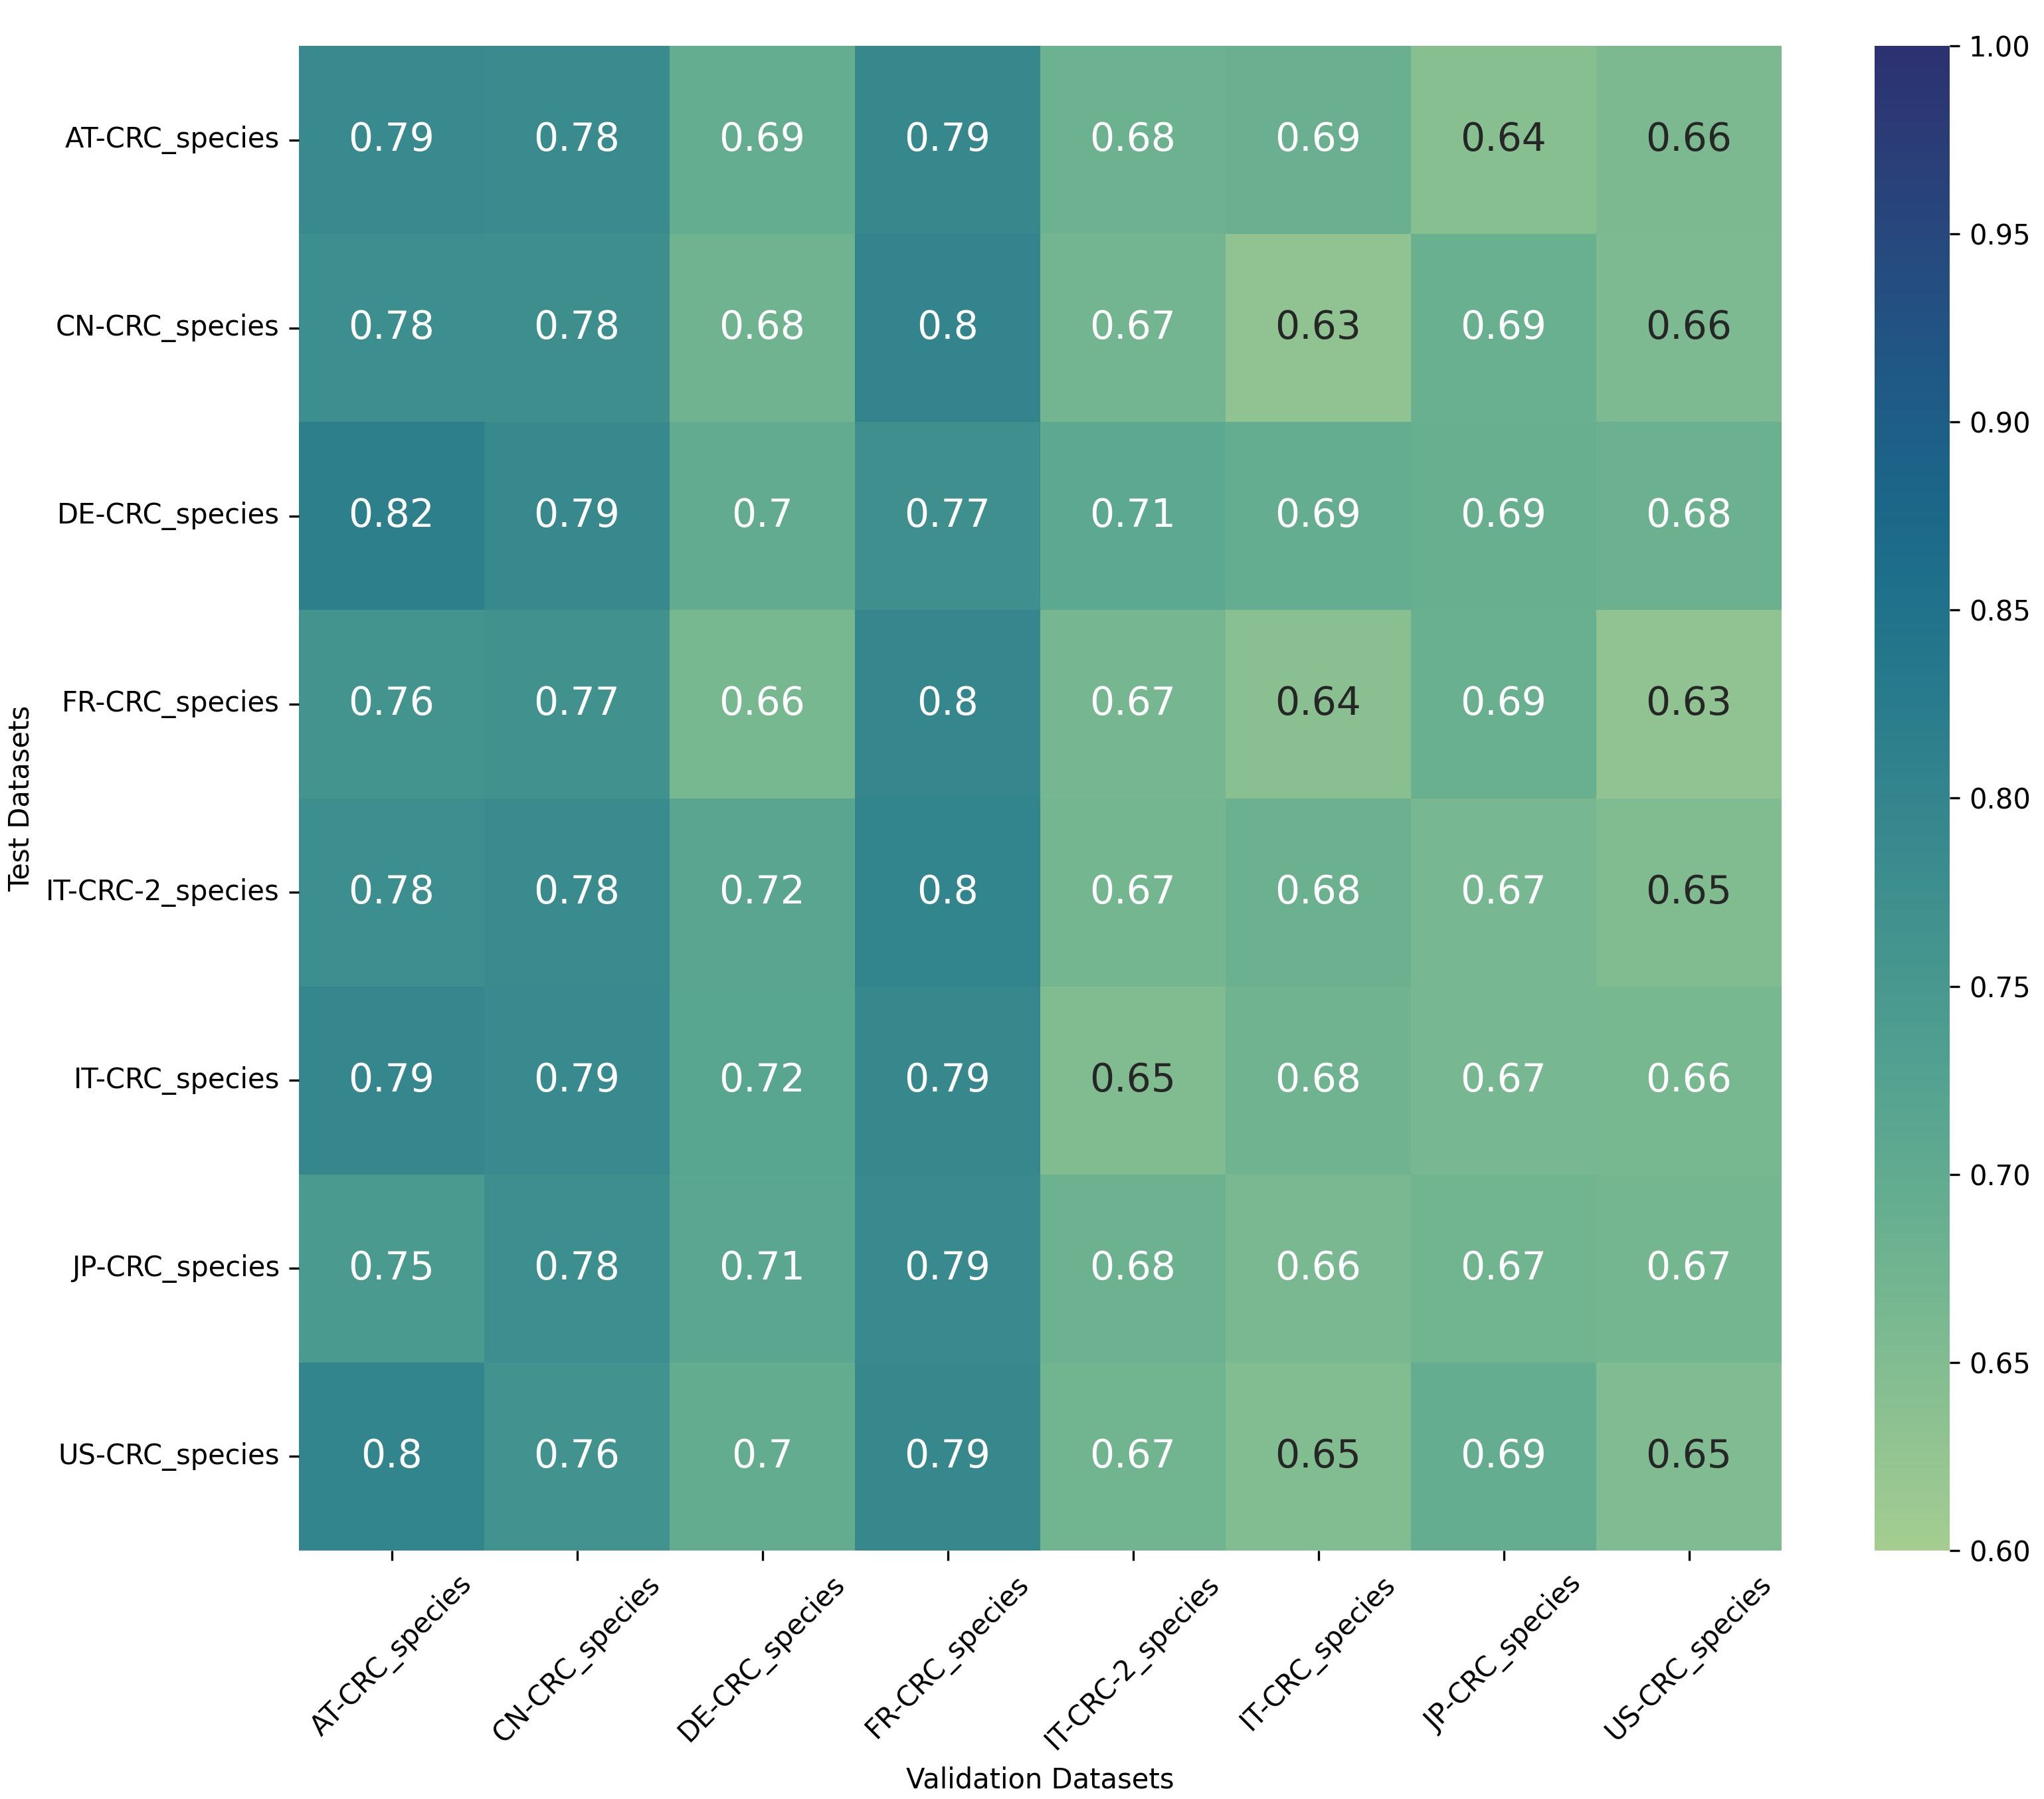 AT-CRC_species 0.79 0.78 0.69 0.79 0.68 0.69 0.64 0.66
CN-CRC_species 0.78 0.78 0.68 0.8 0.67 0.63 0.69 0.66
DE-CRC_species 0.82 0.79 0.7 0.77 0.71 0.69 0.69 0.68
FR-CRC_species 0.76 0.77 0.66 0.8 0.67 0.64 0.69 0.63
IT-CRC-2_species 0.78 0.78 0.72 0.8 0.67 0.68 0.67 0.65
IT-CRC_species 0.79 0.79 0.72 0.79 0.65 0.68 0.67 0.66
JP-CRC_species 0.75 0.78 0.71 0.79 0.68 0.66 0.67 0.67
US-CRC_species 0.8 0.76 0.7 0.79 0.67 0.65 0.69 0.65
Test Datasets
AT-CRC_species
CN-CRC_species
DE-CRC_species
FR-CRC_species
IT-CRC-2_species
IT-CRC_species
JP-CRC_species
US-CRC_species
Validation Datasets
1.00
0.95
0.90
0.85
0.80
0.75
0.70
0.65
0.60